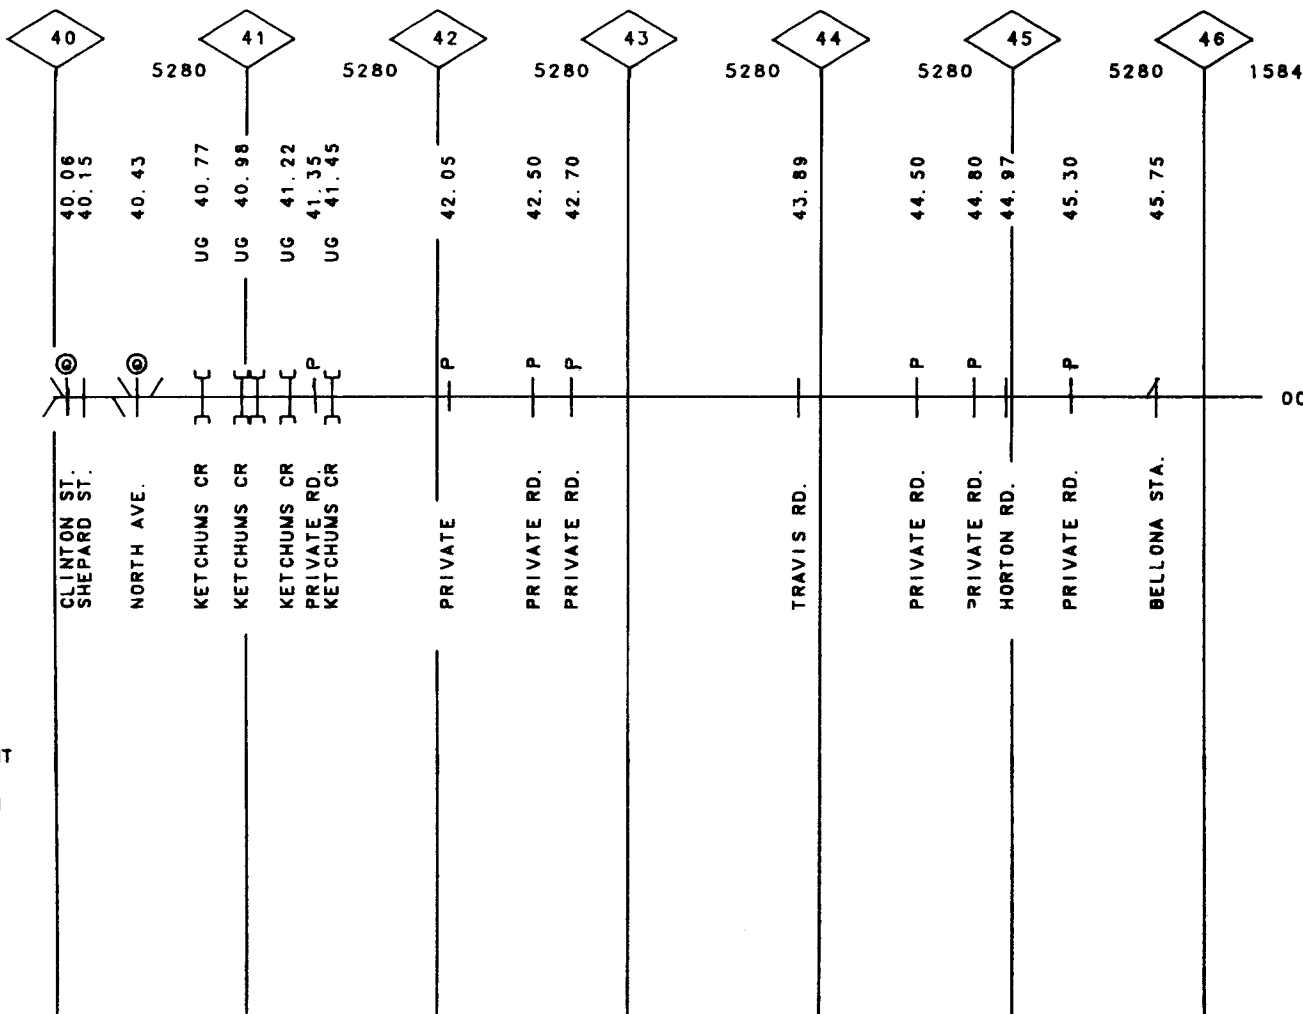 40
41
42
43
44
45
46
5280
5280
5280
5280
5280
5280
1584
40.06
40.15
40.43
UG 40.77
UG 40.98
UG 41.22
41.35
UG 41.45
42.05
42.50
42.70
43.89
44.50
44.80
44.97
45.30
45.75
P
P
P
P
P
P
P
CLINTON ST.
SHEPARD ST.
NORTH AVE.
KETCHUMS CR
KETCHUMS CR
KETCHUMS CR
PRIVATE RD.
KETCHUMS CR
PRIVATE
PRIVATE RD.
PRIVATE RD.
TRAVIS RD.
PRIVATE RD.
PRIVATE RD.
HORTON RD.
PRIVATE RD.
BELLONA STA.